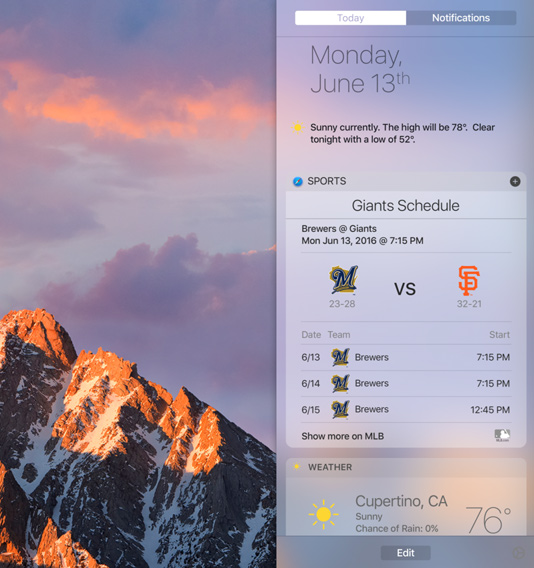 Today Notifications
Monday,
June 13th
Sunny currently. The high will be 78°. Clear
tonight with a low of 52°.
SPORTS
Giants Schedule
Brewers @ Giants
Mon Jun 13, 2016 @ 7:15 PM
M VS SF
23-28 32-21
Date Team Start
6/13 M Brewers 7:15 PM
6/14 M Brewers 7:15 PM
6/15 M Brewers 12:45 PM
Show more on MLB
WEATHER
Cupertino, CA
Sunny 76°
Chance of Rain: 0%
Edit